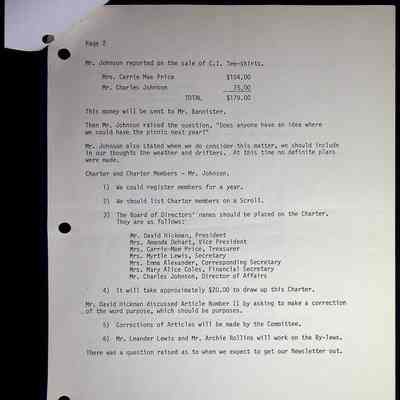 Page 2
Mr. Johnson reported on the sale of C.I. Tee-shirts.
Mrs. Carrie Mae Price $104.00
Mr. Charles Johnson 75.00
TOTAL $179.00
This money will be sent to Mr. Bannister.
Then Mr. Johnson raised the question, "Does anyone have an idea where
we could have the picnic next year?"
Mr. Johnson also stated when we do consider this matter, we should include
in our thoughts the weather and drifters. At this time no definite plans
were made.
Charter and Charter Members - Mr. Johnson.
1) We could register members for a year.
2) We should list Charter members on a Scroll.
3) The Board of Directors' names should be placed on the Charter.
They are as follows:
Mr. David Hickman, President
Mrs. Amanda Dehart, Vice President
Mrs. Carrie-Mae Price, Treasurer
Mrs. Myrtle Lewis, Secretary
Mrs. Emma Alexander, Corresponding Secretary
Mrs. Mary Alice Coles, Financial Secretary
Mr. Charles Johnson, Director of Affairs
4) It will take approximately $20.00 to draw up this Charter.
Mr. David Hickman discussed Article Number II by asking to make a correction
of the word purpose, which should be purposes.
5) Corrections of Articles will be made by the Committee.
6) Mr. Leander Lewis and Mr. Archie Rollins will work on the By-laws.
There was a question raised as to when we expect to get our Newsletter out.